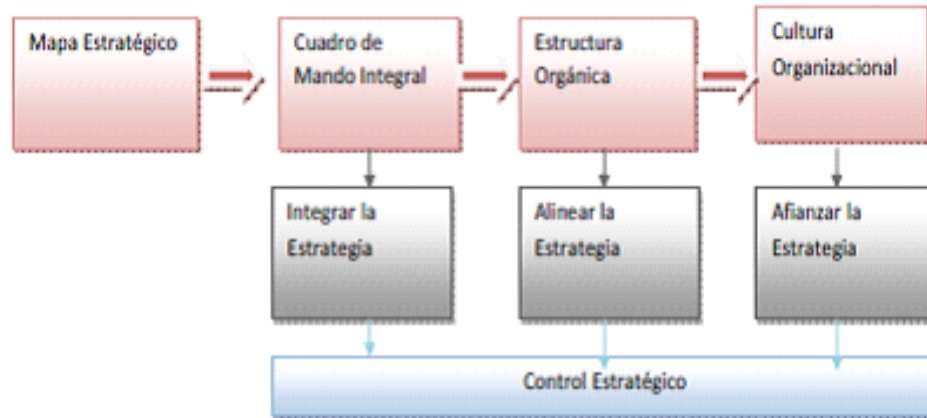 Mapa Estratégico
Cuadro de
Mando Integral
Estructura
Orgánica
Cultura
Organizacional
Integrar la
Estrategia
Alinear la
Estrategia
Afianzar la
Estrategia
Control Estratégico